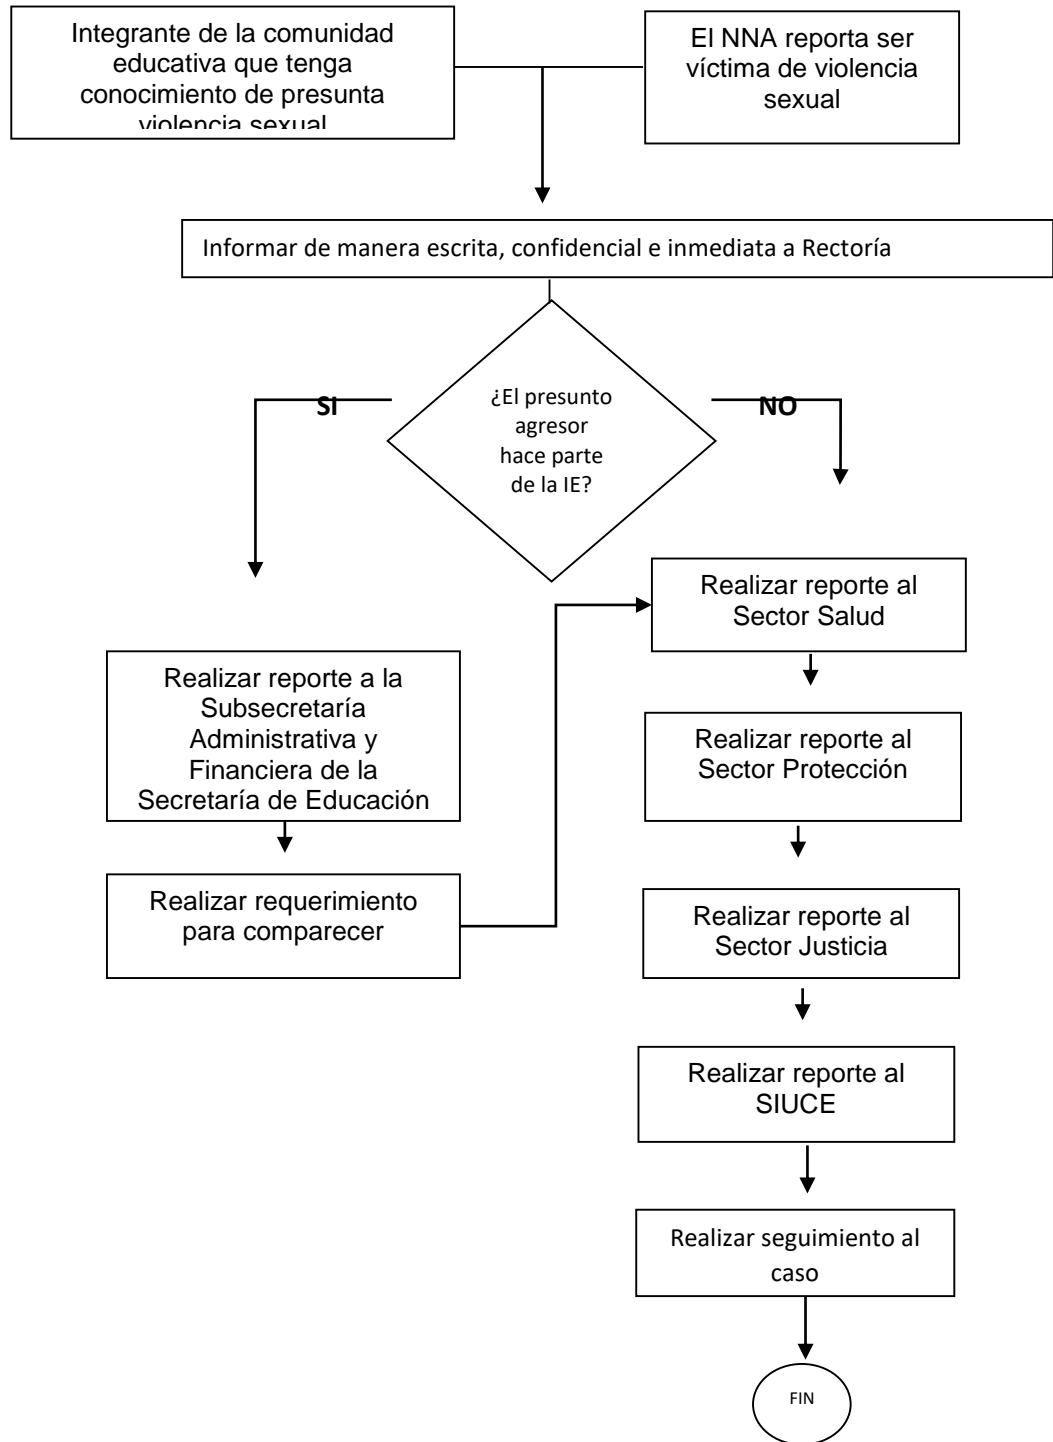 Integrante de la comunidad
educativa que tenga
conocimiento de presunta
violencia sexual
El NNA reporta ser
víctima de violencia
sexual
Informar de manera escrita, confidencial e inmediata a Rectoría
¿El presunto
agresor
hace parte
de la IE?
SI
NO
Realizar reporte al
Sector Salud
Realizar reporte a la
Subsecretaría
Administrativa y
Financiera de la
Secretaría de Educación
Realizar reporte al
Sector Protección
Realizar requerimiento
para comparecer
Realizar reporte al
Sector Justicia
Realizar reporte al
SIUCE
Realizar seguimiento al
caso
FIN